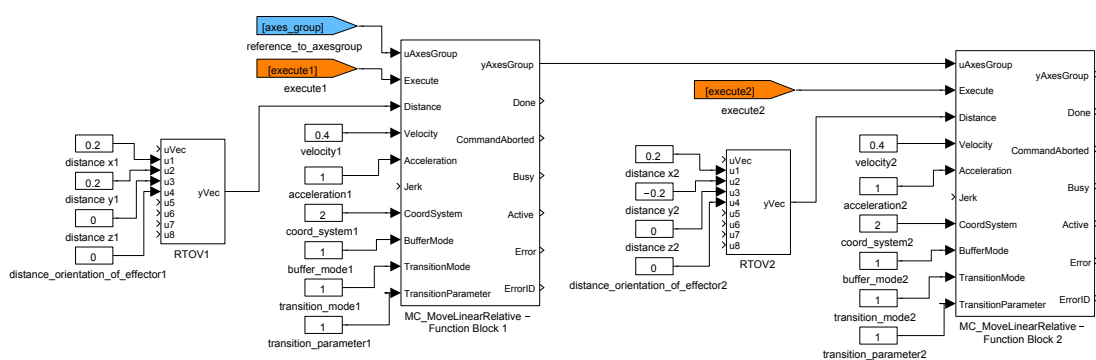 [axes_group]
reference_to_axesgroup
[execute1]
execute1
0.2
distance x1
0.2
distance y1
0
distance z1
0
distance_orientation_of_effector1
uVec
u1
u2
u3
u4
u5
u6
u7
u8
yVec
RTOV1
0.4
velocity1
1
acceleration1
2
coord_system1
1
buffer_mode1
1
transition_mode1
1
transition_parameter1
uAxesGroup
Execute
Distance
Velocity
Acceleration
Jerk
CoordSystem
BufferMode
TransitionMode
TransitionParameter
yAxesGroup
Done
CommandAborted
Busy
Active
Error
ErrorID
MC_MoveLinearRelative −
Function Block 1
[execute2]
execute2
0.2
distance x2
−0.2
distance y2
0
distance z2
0
distance_orientation_of_effector2
uVec
u1
u2
u3
u4
u5
u6
u7
u8
yVec
RTOV2
0.4
velocity2
1
acceleration2
2
coord_system2
1
buffer_mode2
1
transition_mode2
1
transition_parameter2
uAxesGroup
Execute
Distance
Velocity
Acceleration
Jerk
CoordSystem
BufferMode
TransitionMode
TransitionParameter
yAxesGroup
Done
CommandAborted
Busy
Active
Error
ErrorID
MC_MoveLinearRelative −
Function Block 2